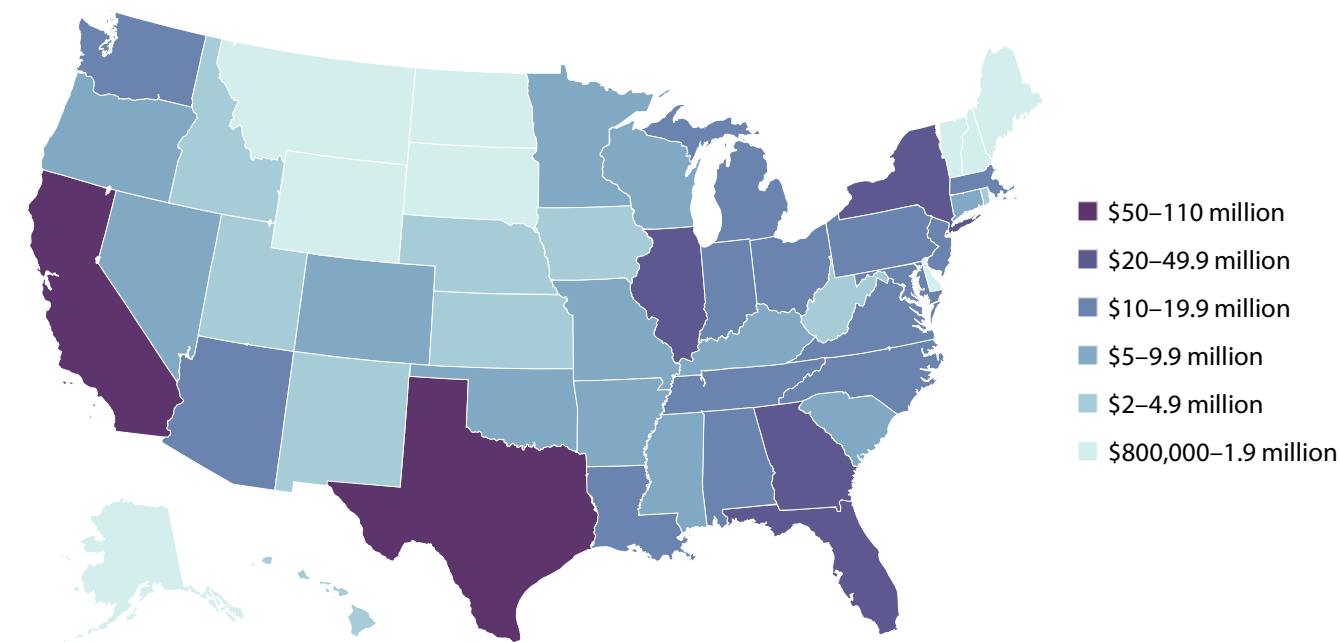 $50–110 million
$20–49.9 million
$10–19.9 million
$5–9.9 million
$2–4.9 million
$800,000–1.9 million